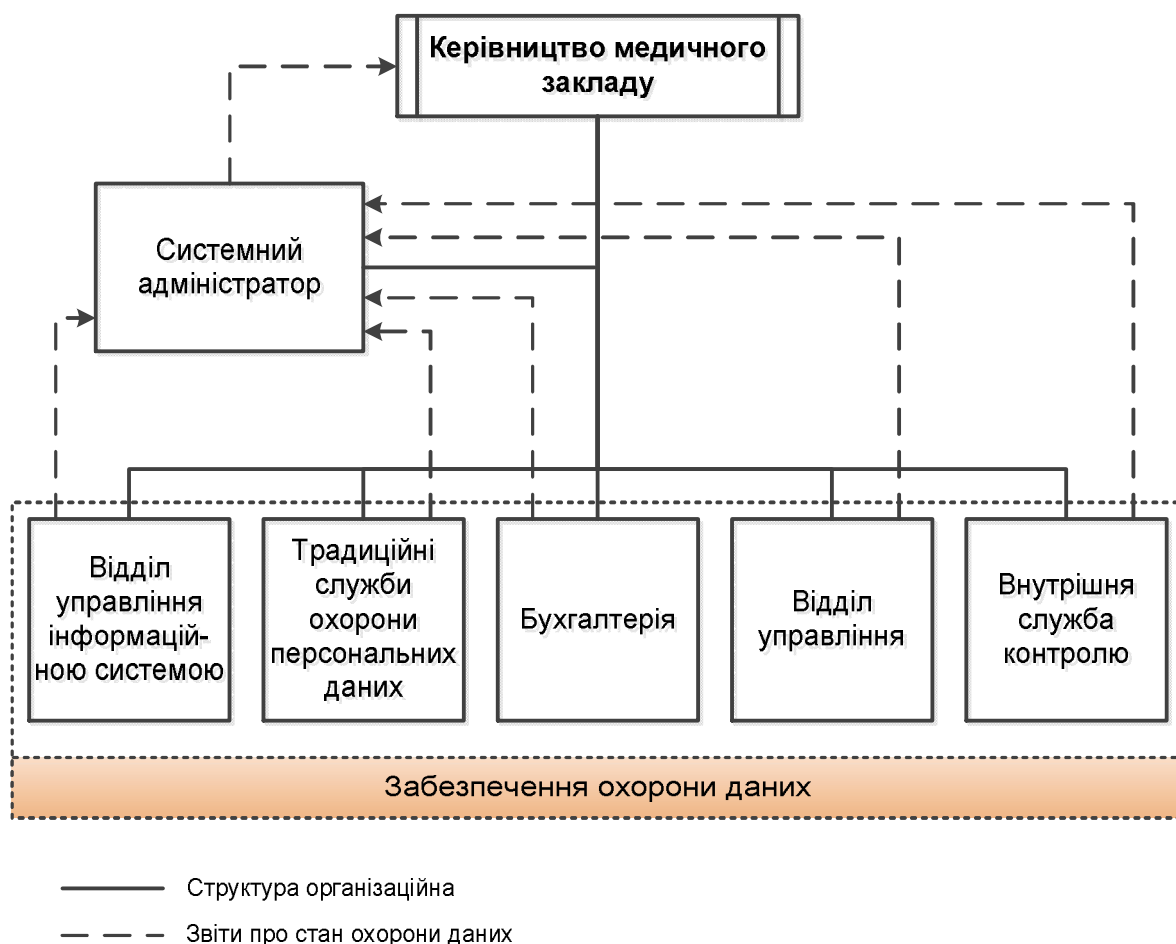 Керівництво медичного
закладу
Системний
адміністратор
Відділ
управління
інформацій-
ною системою
Традиційні
служби
охорони
персональних
даних
Бухгалтерія
Відділ
управління
Внутрішня
служба
контролю
Забезпечення охорони даних
Структура організаційна
Звіти про стан охорони даних